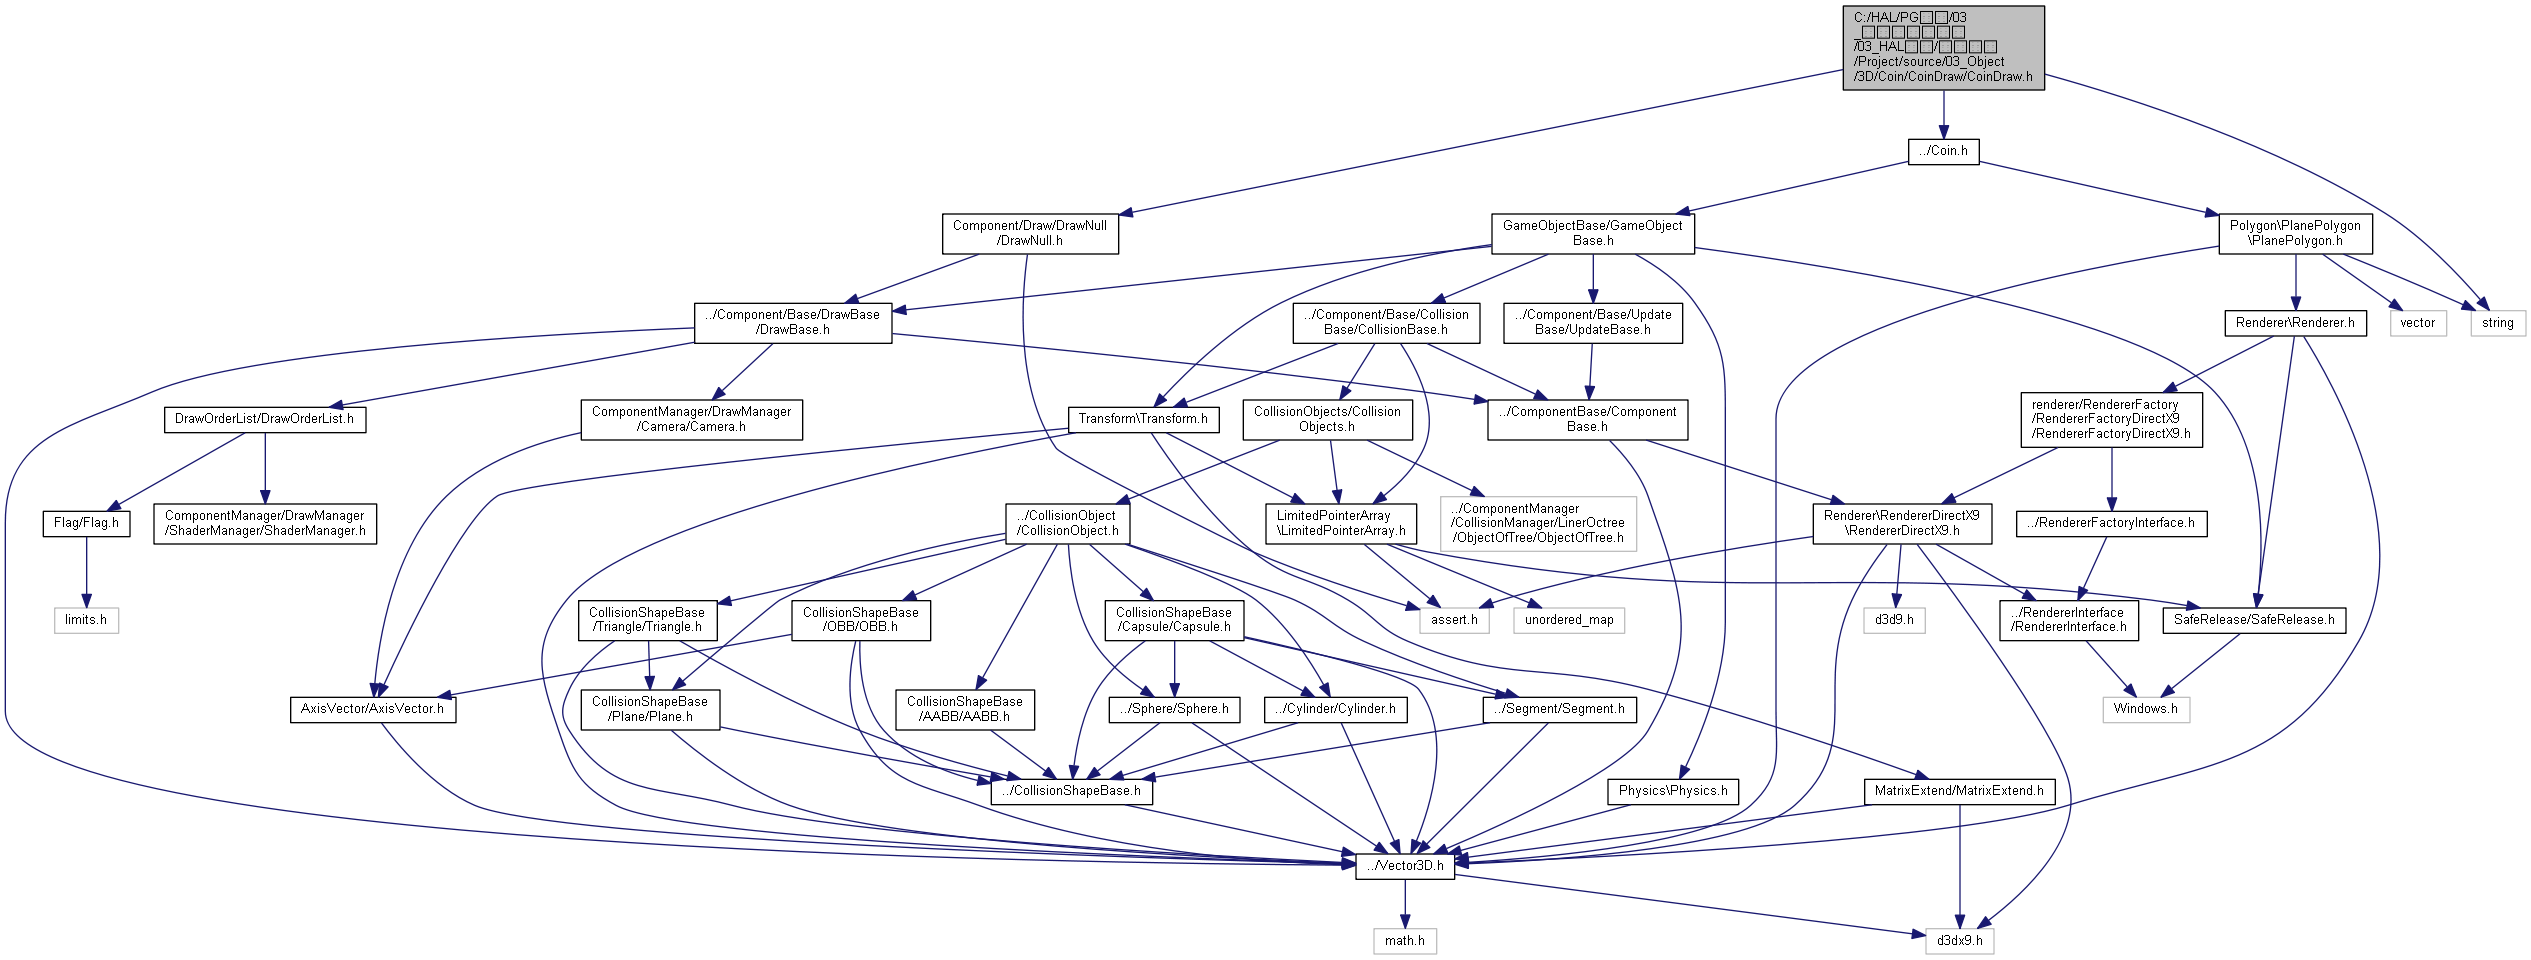 C:/HAL/PG
/03
_
/03_HAL
/
/Project/source/03_Object
/3D/Coin/CoinDraw/CoinDraw.h
../Coin.h
Component/Draw/DrawNull
/DrawNull.h
GameObjectBase/GameObject
Base.h
Polygon\PlanePolygon
\PlanePolygon.h
../Component/Base/DrawBase
/DrawBase.h
../Component/Base/Collision
Base/CollisionBase.h
../Component/Base/Update
Base/UpdateBase.h
Renderer\Renderer.h
vector
string
DrawOrderList/DrawOrderList.h
ComponentManager/DrawManager
/Camera/Camera.h
Transform\Transform.h
CollisionObjects/Collision
Objects.h
../ComponentBase/Component
Base.h
renderer/RendererFactory
/RendererFactoryDirectX9
/RendererFactoryDirectX9.h
Flag/Flag.h
ComponentManager/DrawManager
/ShaderManager/ShaderManager.h
../CollisionObject
/CollisionObject.h
LimitedPointerArray
\LimitedPointerArray.h
../ComponentManager
/CollisionManager/LinerOctree
/ObjectOfTree/ObjectOfTree.h
Renderer\RendererDirectX9
\RendererDirectX9.h
../RendererFactoryInterface.h
limits.h
CollisionShapeBase
/Triangle/Triangle.h
CollisionShapeBase
/OBB/OBB.h
CollisionShapeBase
/Capsule/Capsule.h
assert.h
unordered_map
d3d9.h
../RendererInterface
/RendererInterface.h
SafeRelease/SafeRelease.h
AxisVector/AxisVector.h
CollisionShapeBase
/Plane/Plane.h
CollisionShapeBase
/AABB/AABB.h
../Sphere/Sphere.h
../Cylinder/Cylinder.h
../Segment/Segment.h
Windows.h
../CollisionShapeBase.h
Physics\Physics.h
MatrixExtend/MatrixExtend.h
../Vector3D.h
math.h
d3dx9.h